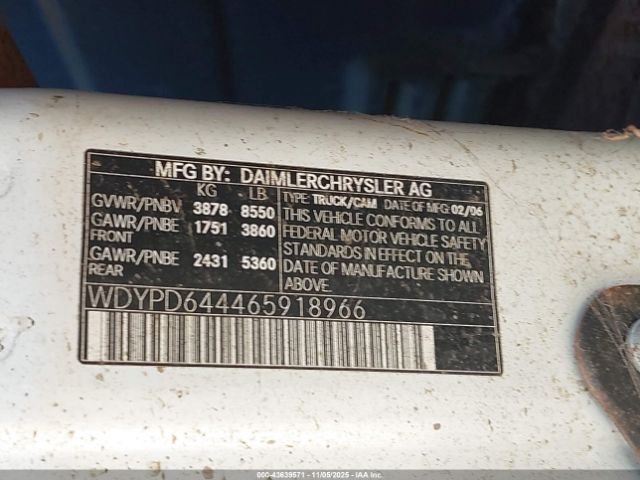 MFG BY: DAIMLERCHRYSLER AG
KG LB
GVWR/PNBV 3878 8550
GAWR/PNBE 1751 3860
FRONT
GAWR/PNBE 2431 5360
REAR
TYPE: TRUCK/CAM DATE OF MFG: 02/06
THIS VEHICLE CONFORMS TO ALL
FEDERAL MOTOR VEHICLE SAFETY
STANDARDS IN EFFECT ON THE
DATE OF MANUFACTURE SHOWN
ABOVE.
WDYPD644465918966
000-43639571 - 11/05/2025 - IAAI.CA